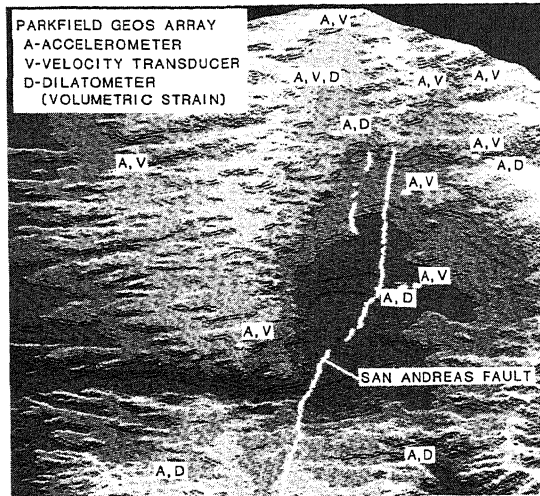 PARKFIELD GEOS ARRAY
A-ACCELEROMETER
V-VELOCITY TRANSDUCER
D-DILATOMETER
(VOLUMETRIC STRAIN)
A,V
A,V,D
A,V
A,V
A,D
A,V
A,V
A,D
A,V
A,V
A,D
A,V
SAN ANDREAS FAULT
A,D
A,D